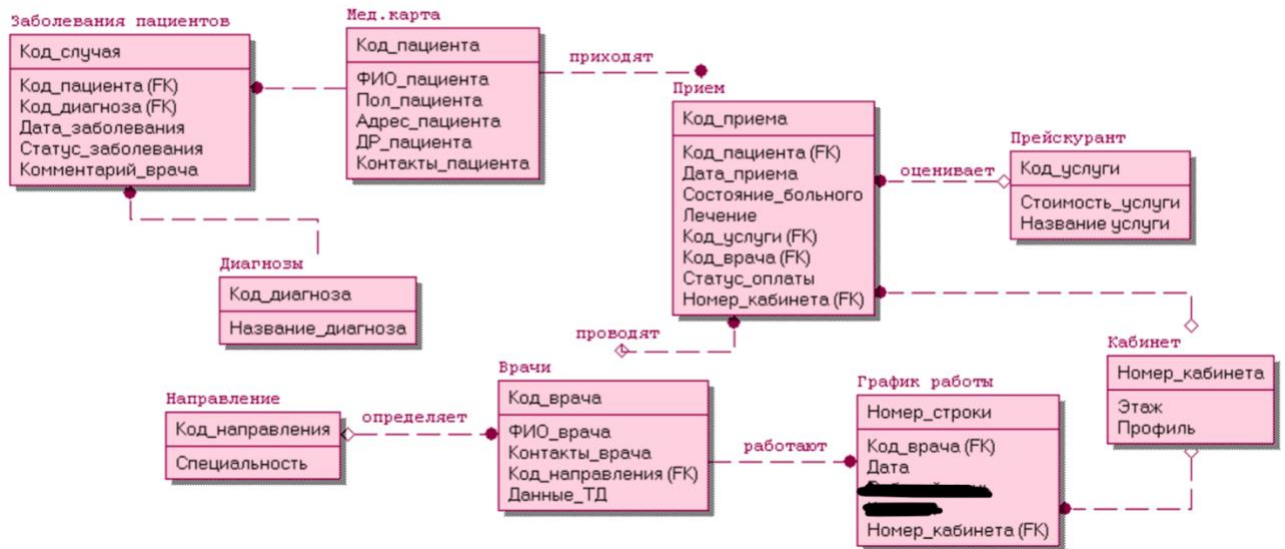 Заболевания пациентов
Код_случая
Код_пациента (FK)
Код_диагноза (FK)
Дата_заболевания
Статус_заболевания
Комментарий_врача
Мед.карта
Код_пациента
ФИО_пациента
Пол_пациента
Адрес_пациента
ДР_пациента
Контакты_пациента
приходят
Прием
Код_приема
Код_пациента (FK)
Дата_приема
Состояние_больного
Лечение
Код_услуги (FK)
Код_врача (FK)
Статус_оплаты
Номер_кабинета (FK)
оценивает
Прейскурант
Код_услуги
Стоимость_услуги
Название услуги
Диагнозы
Код_диагноза
Название_диагноза
проводят
Направление
Код_направления
Специальность
определяет
Врачи
Код_врача
ФИО_врача
Контакты_врача
Код_направления (FK)
Данные_ТД
работают
График работы
Номер_строки
Код_врача (FK)
Дата
Номер_кабинета (FK)
Кабинет
Номер_кабинета
Этаж
Профиль